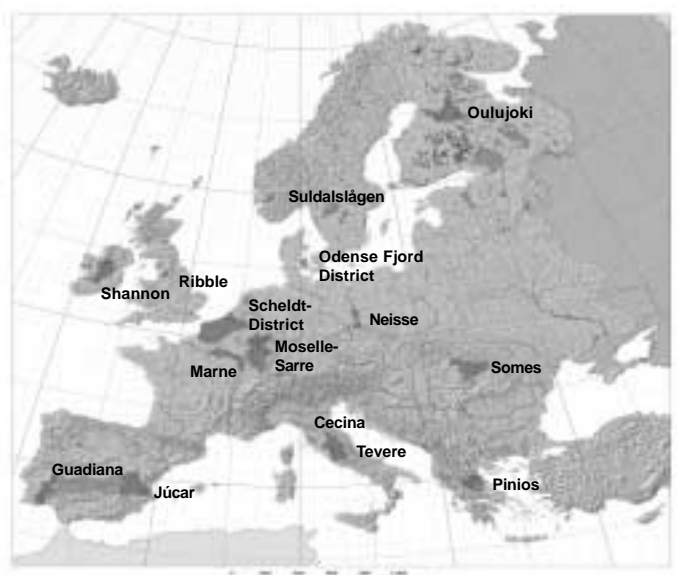 Oulujoki
Suldalslågen
Odense Fjord
District
Ribble
Shannon
Scheldt-
District
Neisse
Moselle-
Sarre
Marne
Somes
Cecina
Tevere
Guadiana
Júcar
Pinios